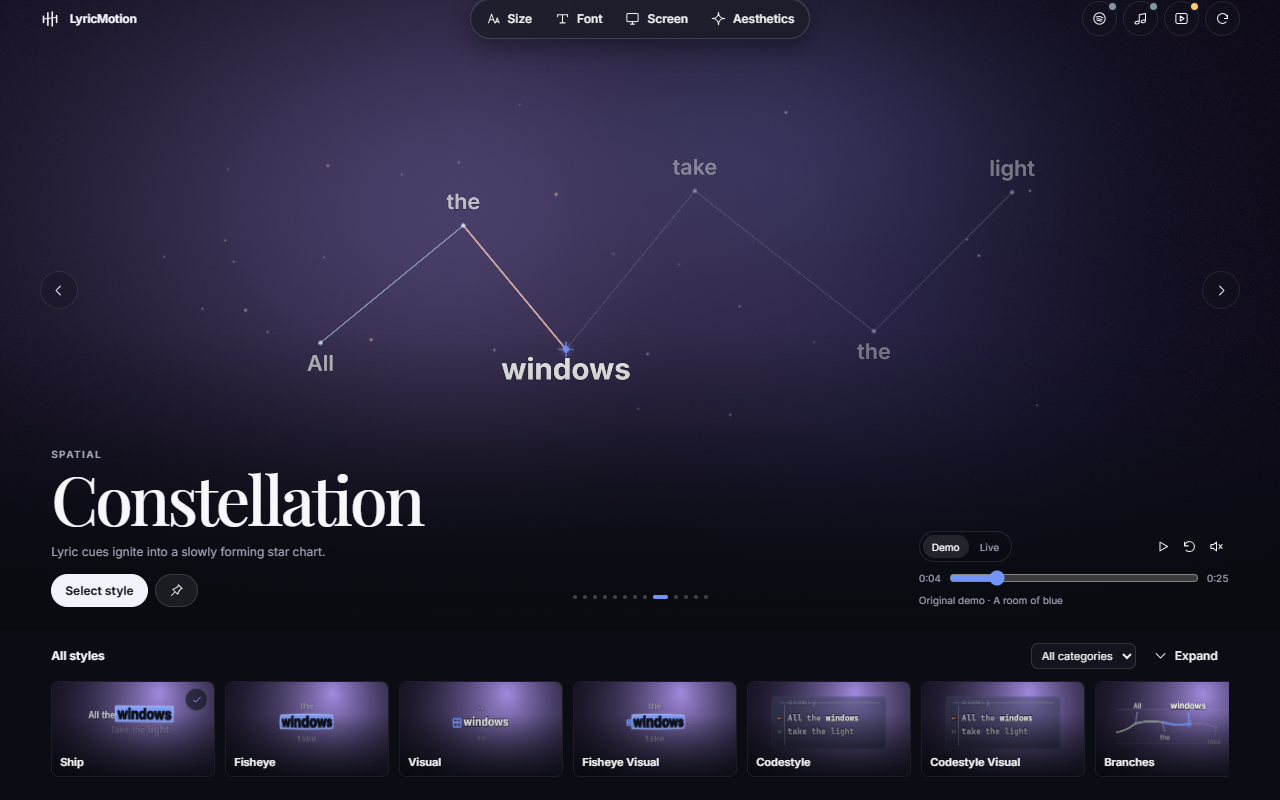 LyricMotion
Size
Font
Screen
Aesthetics
take
light
the
All
windows
the
SPATIAL
Constellation
Lyric cues ignite into a slowly forming star chart.
Select style
Demo
Live
0:04
0:25
Original demo · A room of blue
All styles
All categories
Expand
All the windows
take the light
Ship
the
windows
take
Fisheye
windows
Visual
the
windows
take
Fisheye Visual
All the windows
take the light
Codestyle
All the windows
take the light
Codestyle Visual
All
windows
the
take
Branches